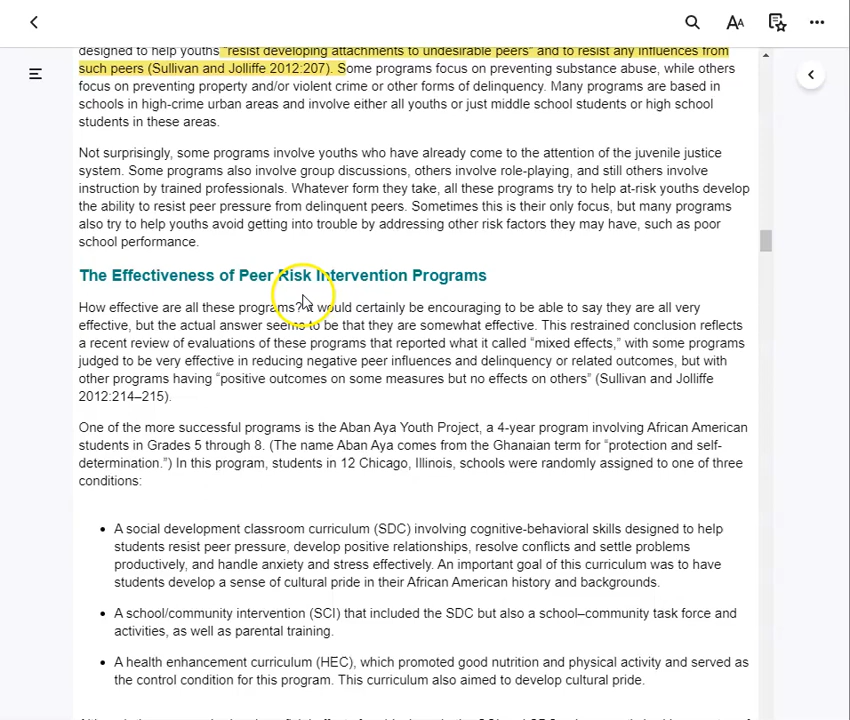 designed to help youths "resist developing attachments to undesirable peers" and to resist any influences from
such peers (Sullivan and Jolliffe 2012:207). Some programs focus on preventing substance abuse, while others
focus on preventing property and/or violent crime or other forms of delinquency. Many programs are based in
schools in high-crime urban areas and involve either all youths or just middle school students or high school
students in these areas.
Not surprisingly, some programs involve youths who have already come to the attention of the juvenile justice
system. Some programs also involve group discussions, others involve role-playing, and still others involve
instruction by trained professionals. Whatever form they take, all these programs try to help at-risk youths develop
the ability to resist peer pressure from delinquent peers. Sometimes this is their only focus, but many programs
also try to help youths avoid getting into trouble by addressing other risk factors they may have, such as poor
school performance.
The Effectiveness of Peer Risk Intervention Programs
How effective are all these programs? would certainly be encouraging to be able to say they are all very
effective, but the actual answer seems to be that they are somewhat effective. This restrained conclusion reflects
a recent review of evaluations of these programs that reported what it called “mixed effects,” with some programs
judged to be very effective in reducing negative peer influences and delinquency or related outcomes, but with
other programs having “positive outcomes on some measures but no effects on others” (Sullivan and Jolliffe
2012:214–215).
One of the more successful programs is the Aban Aya Youth Project, a 4-year program involving African American
students in Grades 5 through 8. (The name Aban Aya comes from the Ghanaian term for “protection and self-
determination.”) In this program, students in 12 Chicago, Illinois, schools were randomly assigned to one of three
conditions:
• A social development classroom curriculum (SDC) involving cognitive-behavioral skills designed to help
students resist peer pressure, develop positive relationships, resolve conflicts and settle problems
productively, and handle anxiety and stress effectively. An important goal of this curriculum was to have
students develop a sense of cultural pride in their African American history and backgrounds.
• A school/community intervention (SCI) that included the SDC but also a school–community task force and
activities, as well as parental training.
• A health enhancement curriculum (HEC), which promoted good nutrition and physical activity and served as
the control condition for this program. This curriculum also aimed to develop cultural pride.